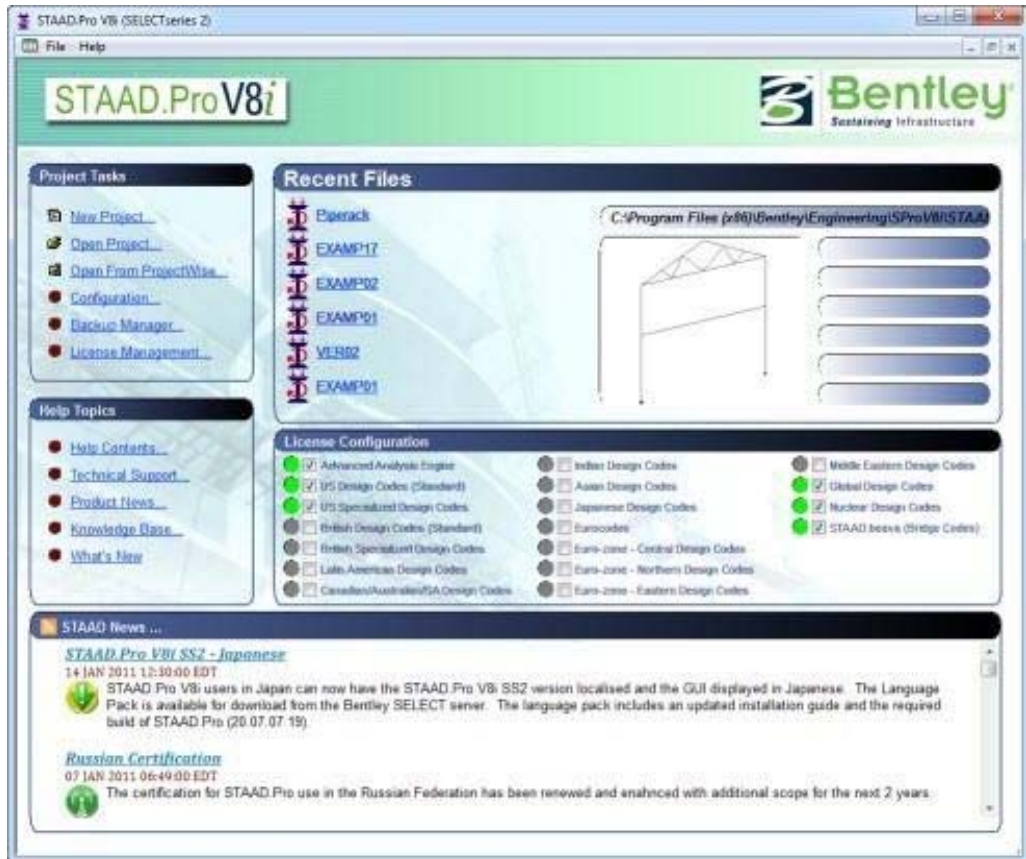 STAAD.Pro V8i (SELECTseries 2)
File Help
STAAD.Pro V8i
Bentley
Sustaining Infrastructure
Project Tasks
New Project...
Open Project...
Open From ProjectWise...
Configuration...
Backup Manager...
License Management...
Help Topics
Help Contents...
Technical Support...
Product News...
Knowledge Base...
What's New
Recent Files
Piperack
EXAMP17
EXAMP02
EXAMP01
VER02
EXAMP01
C:\Program Files (x86)\Bentley\Engineering\SProV8i\STAAD
License Configuration
Advanced Analysis Engine
US Design Codes (Standard)
US Specialized Design Codes
British Design Codes (Standard)
British Specialized Design Codes
Latin American Design Codes
Canadian/Australian/SA Design Codes
Indian Design Codes
Asian Design Codes
Japanese Design Codes
Eurocodes
Euro-zone - Central Design Codes
Euro-zone - Northern Design Codes
Euro-zone - Eastern Design Codes
Middle Eastern Design Codes
Global Design Codes
Nuclear Design Codes
STAAD.beava (Bridge Codes)
STAAD News ...
STAAD.Pro V8i SS2 - Japanese
14 JAN 2011 12:30:00 EDT
STAAD.Pro V8i users in Japan can now have the STAAD.Pro V8i SS2 version localised and the GUI displayed in Japanese. The Language
Pack is available for download from the Bentley SELECT server. The language pack includes an updated installation guide and the required
build of STAAD.Pro (20.07.07.19).
Russian Certification
07 JAN 2011 06:49:00 EDT
The certification for STAAD.Pro use in the Russian Federation has been renewed and enahnced with additional scope for the next 2 years.